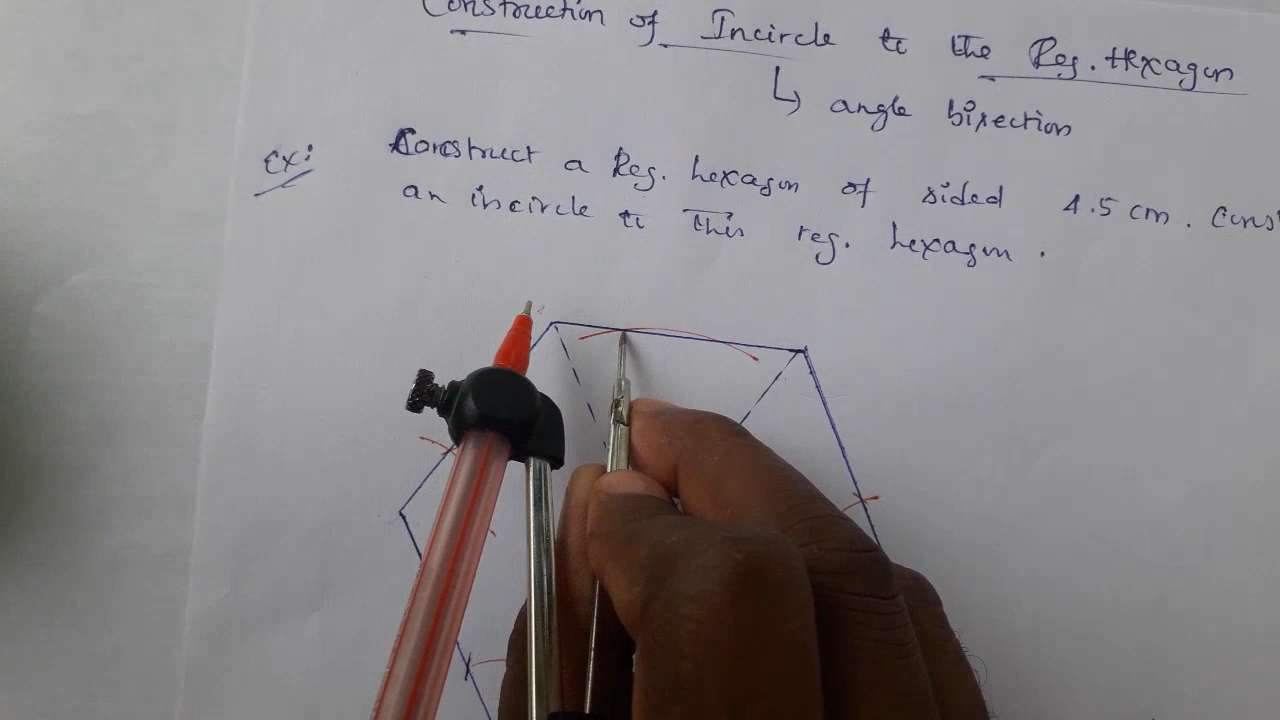 Construction of Incircle to the Reg. Hexagon
↳ angle bisection
Ex: Construct a Reg. hexagon of sided 4.5 cm. Cons
an incircle to this reg. hexagon.